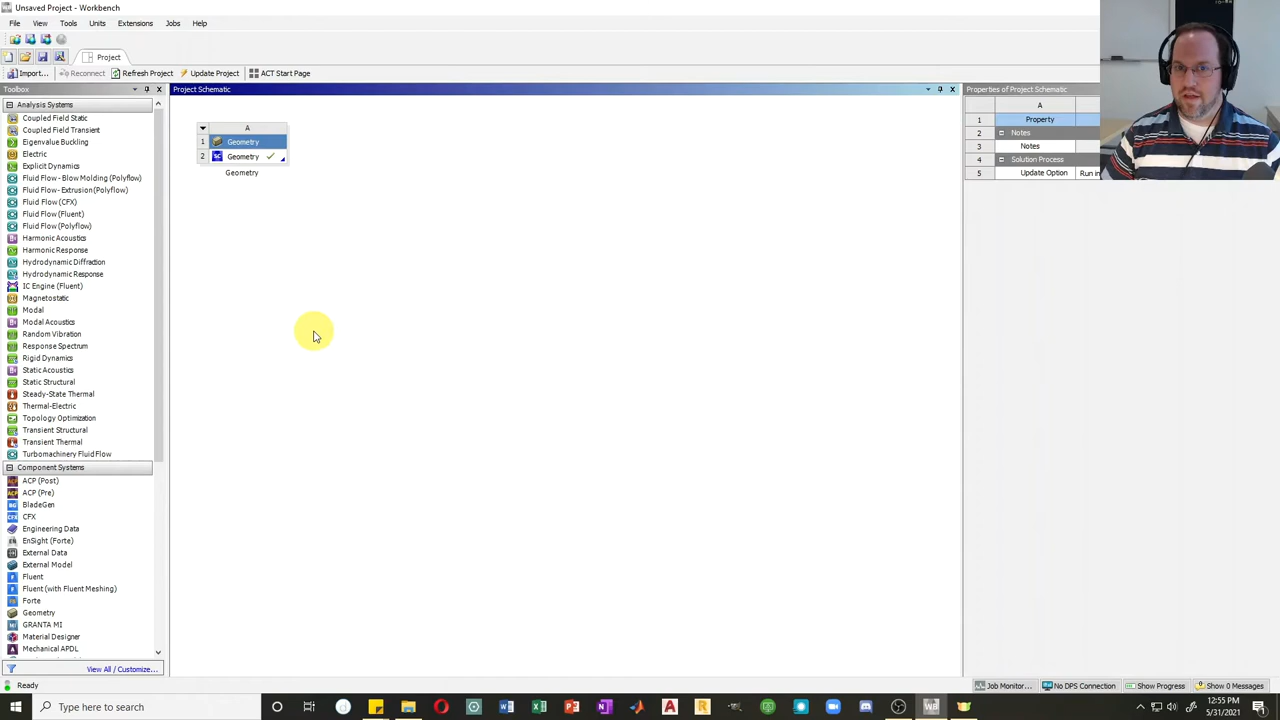 Unsaved Project - Workbench
File View Tools Units Extensions Jobs Help
Project
Import... Reconnect Refresh Project Update Project ACT Start Page
Toolbox
Analysis Systems
Coupled Field Static
Coupled Field Transient
Eigenvalue Buckling
Electric
Explicit Dynamics
Fluid Flow - Blow Molding (Polyflow)
Fluid Flow- Extrusion (Polyflow)
Fluid Flow (CFX)
Fluid Flow (Fluent)
Fluid Flow (Polyflow)
Harmonic Acoustics
Harmonic Response
Hydrodynamic Diffraction
Hydrodynamic Response
IC Engine (Fluent)
Magnetostatic
Modal
Modal Acoustics
Random Vibration
Response Spectrum
Rigid Dynamics
Static Acoustics
Static Structural
Steady-State Thermal
Thermal-Electric
Topology Optimization
Transient Structural
Transient Thermal
Turbomachinery Fluid Flow
Component Systems
ACP (Post)
ACP (Pre)
BladeGen
CFX
Engineering Data
EnSight (Forte)
External Data
External Model
Fluent
Fluent (with Fluent Meshing)
Forte
Geometry
GRANTA MI
Material Designer
Mechanical APDL
View All / Customize...
Project Schematic
A
1 Geometry
2 SC Geometry
Geometry
Properties of Project Schematic
A
1 Property
2 Notes
3 Notes
4 Solution Process
5 Update Option Run in
Ready
Job Monitor... No DPS Connection Show Progress Show 0 Messages
Type here to search
12:55 PM
5/31/2021